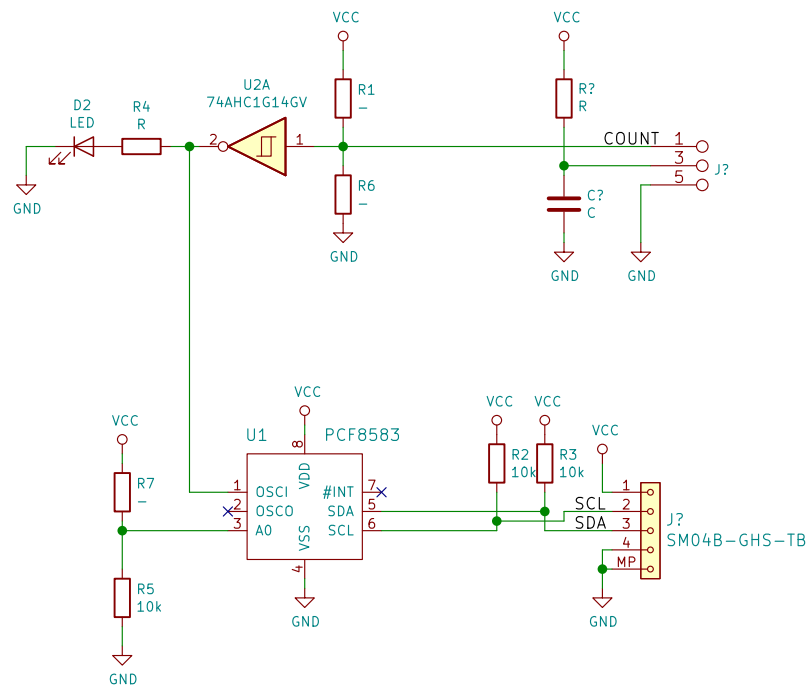 VCC
VCC
U2A
74AHC1G14GV
R1
–
R?
R
D2
LED
R4
R
2
1
COUNT
1
3
5
J?
R6
–
C?
C
GND
GND
GND
GND
VCC
VCC
VCC
VCC
VCC
U1
PCF8583
R2
10k
R3
10k
R7
–
8
VDD
1
OSCI
#INT
7
2
OSCO
SDA
5
3
A0
SCL
6
VSS
4
SCL
SDA
1
2
3
4
MP
J?
SM04B-GHS-TB
R5
10k
GND
GND
GND